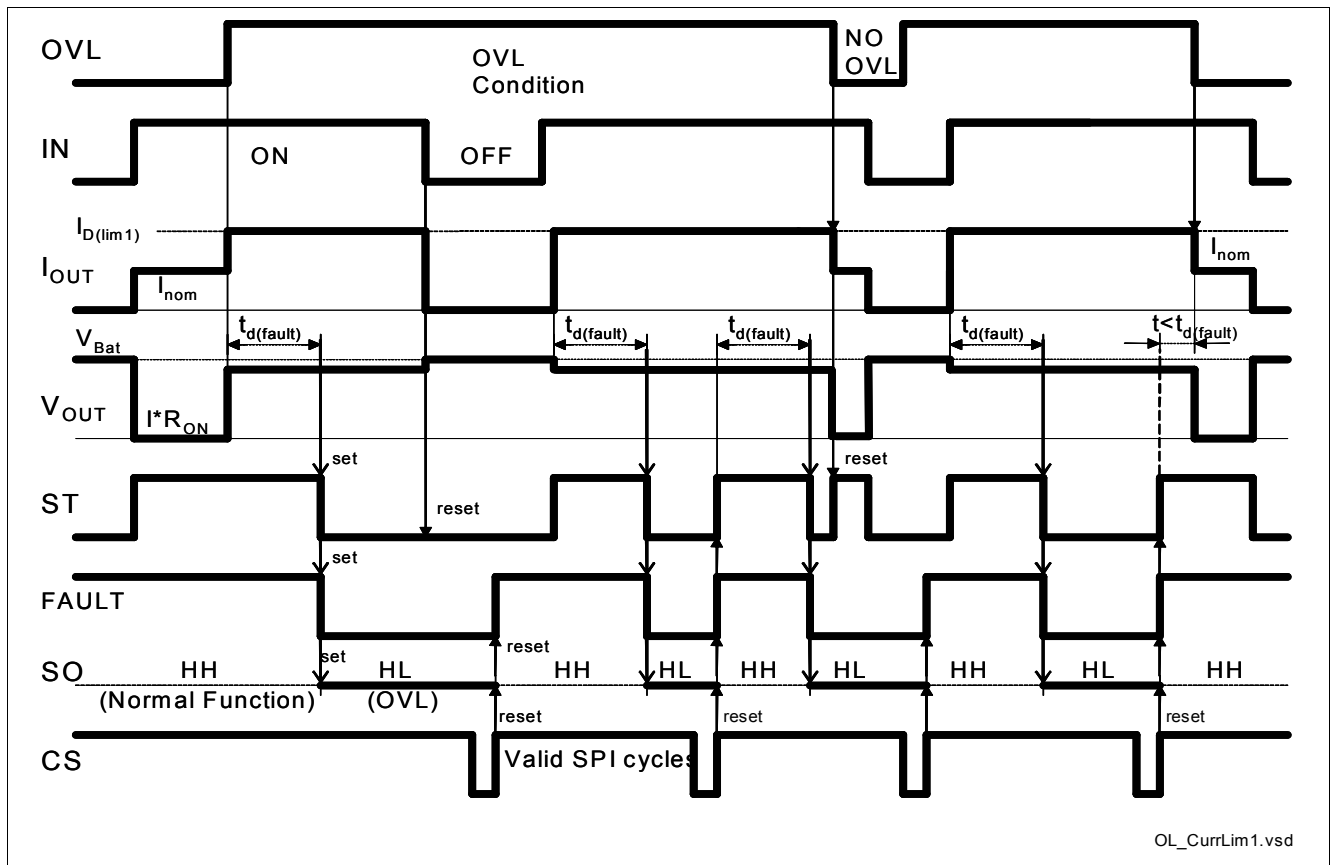 OVL
OVL
Condition
NO
OVL
IN
ON
OFF
I_D(lim1)
I_OUT
I_nom
I_nom
V_Bat
t_d(fault)
t_d(fault)
t_d(fault)
t_d(fault)
t<t_d(fault)
V_OUT
I*R_ON
set
reset
ST
reset
set
FAULT
reset
set
SO
HH
HL
HH
HL
HH
HL
HH
HL
HH
(Normal Function)
(OVL)
reset
reset
reset
CS
Valid SPI cycles
OL_CurrLim1.vsd